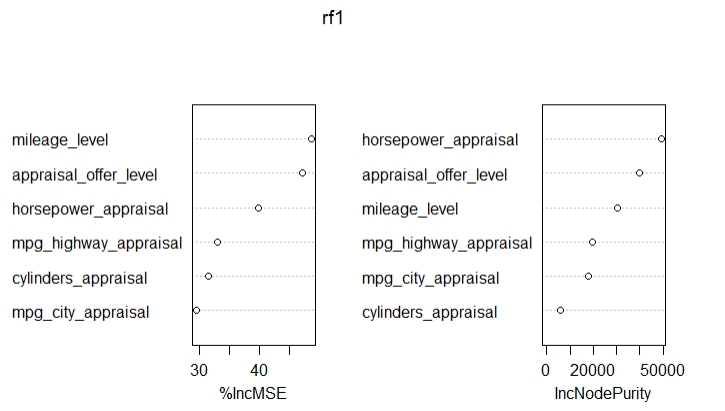 rf1
mileage_level
appraisal_offer_level
horsepower_appraisal
mpg_highway_appraisal
cylinders_appraisal
mpg_city_appraisal
30 40
%IncMSE
horsepower_appraisal
appraisal_offer_level
mileage_level
mpg_highway_appraisal
mpg_city_appraisal
cylinders_appraisal
0 20000 50000
IncNodePurity